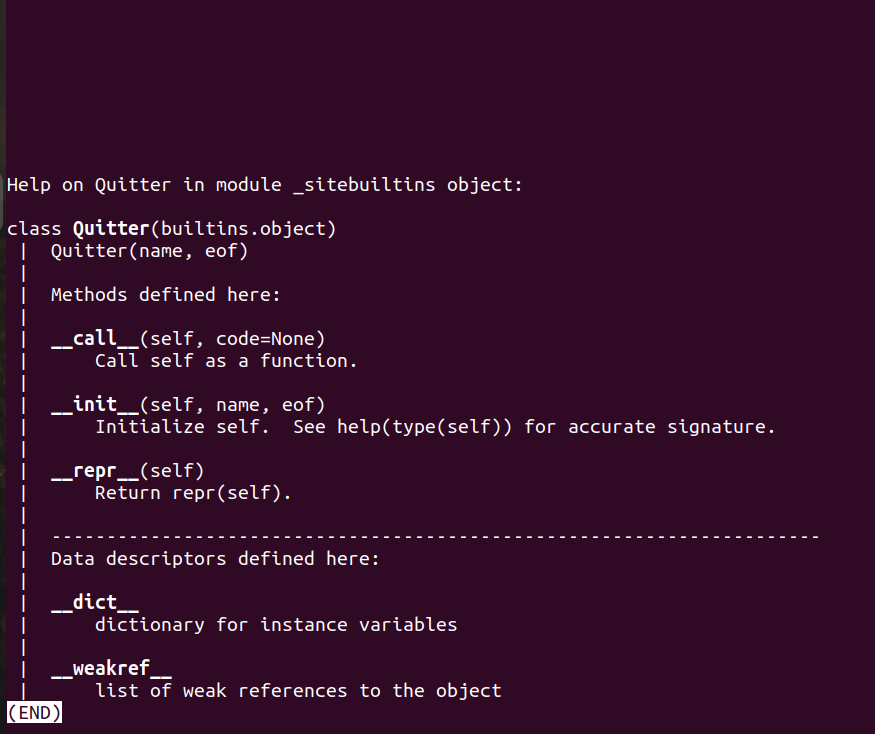 Help on Quitter in module _sitebuiltins object:

class Quitter(builtins.object)
 |  Quitter(name, eof)
 |
 |  Methods defined here:
 |
 |  __call__(self, code=None)
 |      Call self as a function.
 |
 |  __init__(self, name, eof)
 |      Initialize self.  See help(type(self)) for accurate signature.
 |
 |  __repr__(self)
 |      Return repr(self).
 |
 |  ----------------------------------------------------------------------
 |  Data descriptors defined here:
 |
 |  __dict__
 |      dictionary for instance variables
 |
 |  __weakref__
 |      list of weak references to the object
(END)